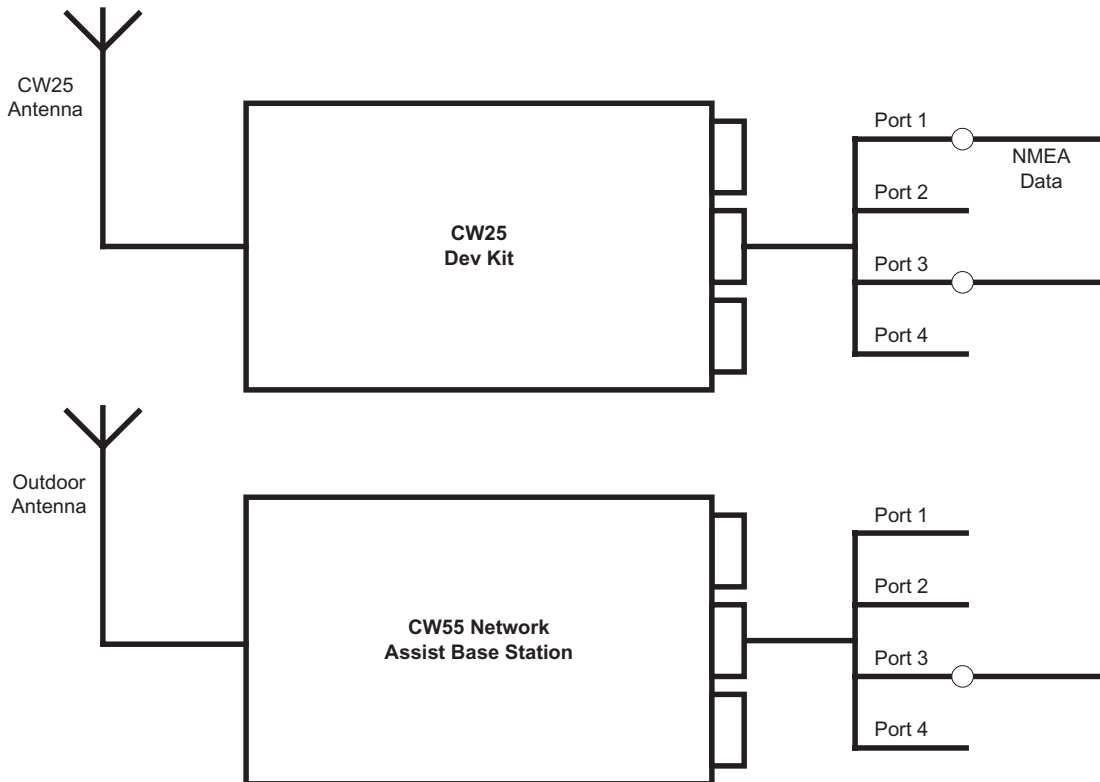 CW25
Antenna
CW25
Dev Kit
Port 1
NMEA
Data
Port 2
Port 3
Port 4
Outdoor
Antenna
CW55 Network
Assist Base Station
Port 1
Port 2
Port 3
Port 4